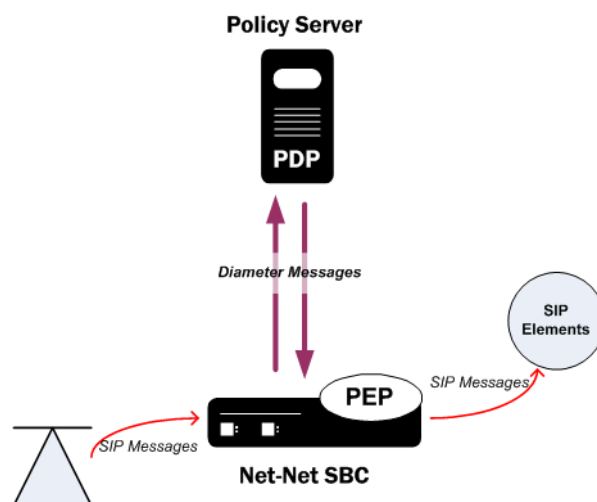 Policy Server
PDP
Diameter Messages
SIP
Elements
SIP Messages
PEP
SIP Messages
Net-Net SBC